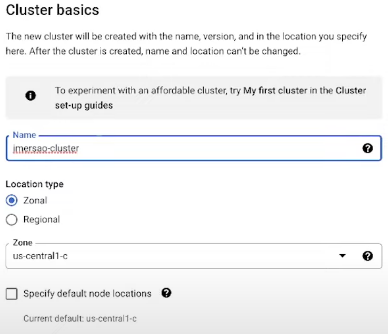 Cluster basics
The new cluster will be created with the name, version, and in the location you specify
here. After the cluster is created, name and location can't be changed.
To experiment with an affordable cluster, try My first cluster in the Cluster
set-up guides
Name
imersao-cluster
Location type
Zonal
Regional
Zone
us-central1-c
Specify default node locations
Current default: us-central1-c